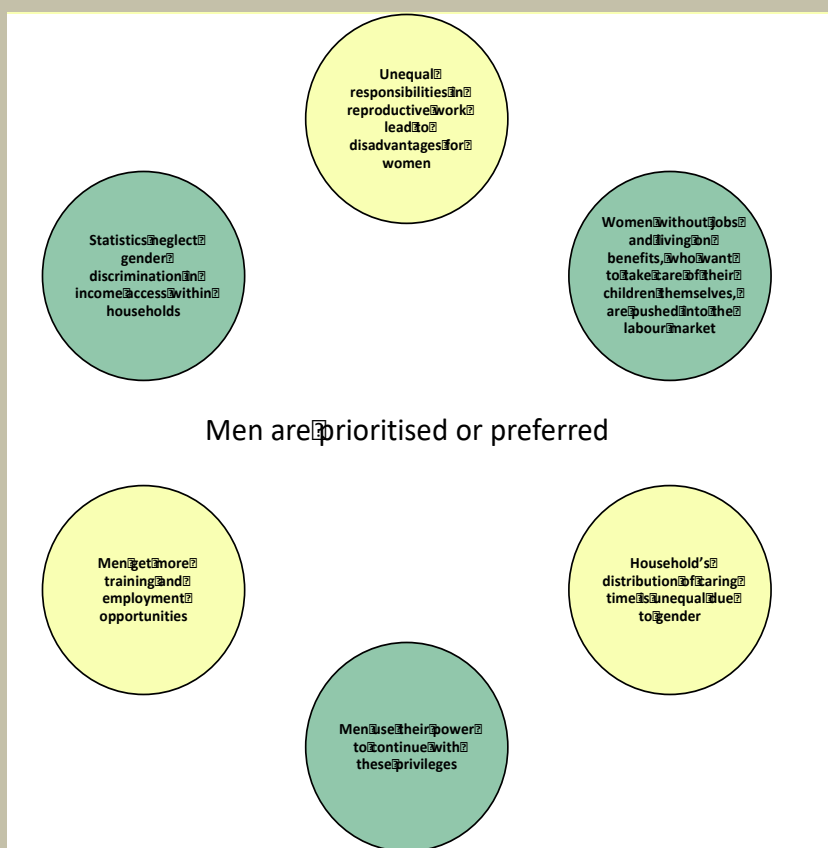 Unequal
responsibilities in
reproductive work
lead to
disadvantages for
women
Statistics neglect
gender
discrimination in
income access within
households
Women without jobs
and living on
benefits, who want
to take care of their
children themselves,
are pushed into the
labour market
Men are prioritised or preferred
Men get more
training and
employment
opportunities
Household's
distribution of caring
time is unequal due
to gender
Men use their power
to continue with
these privileges